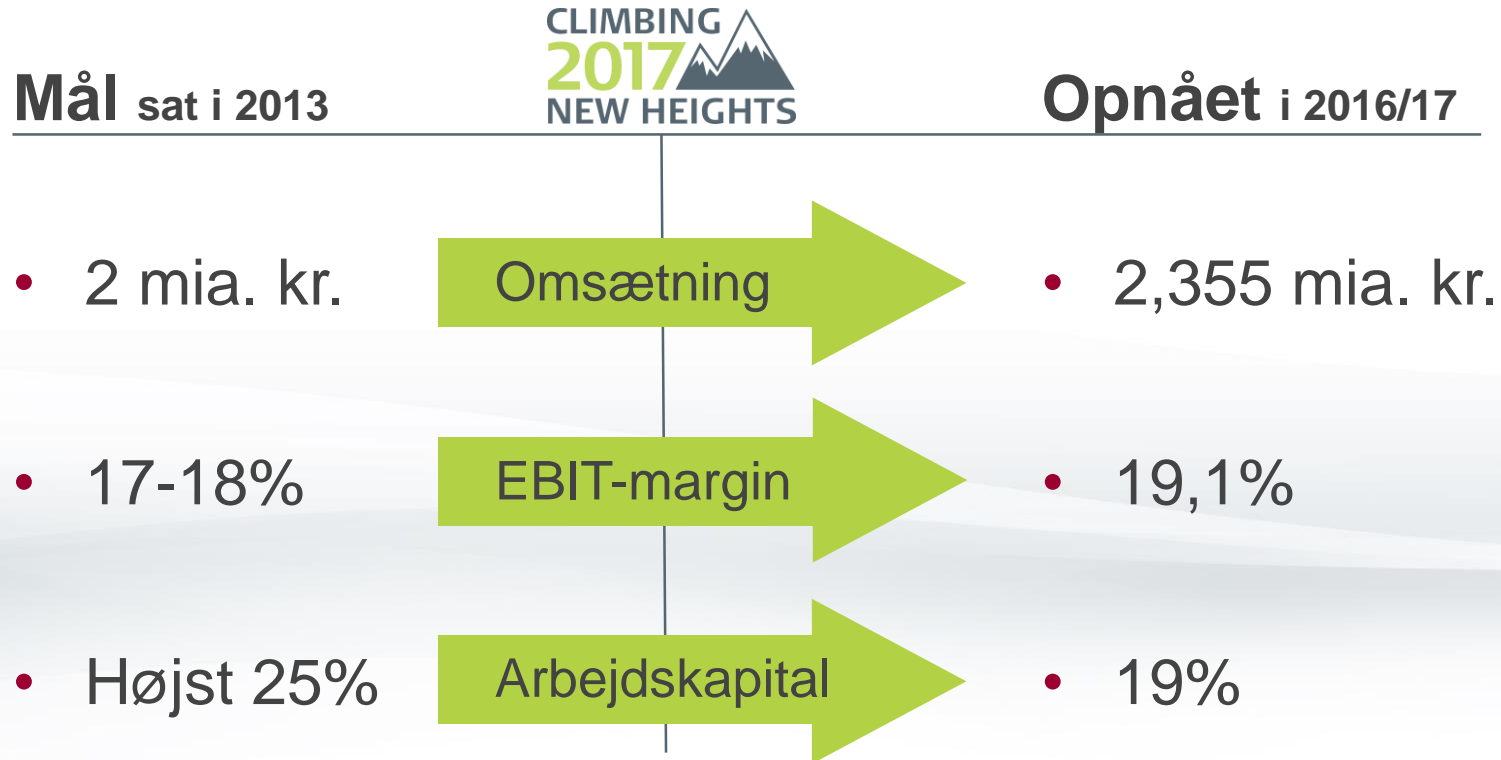 CLIMBING
2017
NEW HEIGHTS
Mål sat i 2013
Opnået i 2016/17
• 2 mia. kr.
Omsætning
• 2,355 mia. kr.
• 17-18%
EBIT-margin
• 19,1%
• Højst 25%
Arbejdskapital
• 19%